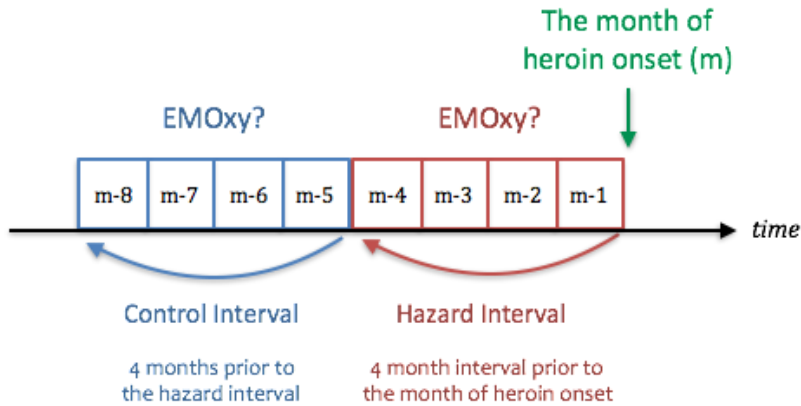 The month of
heroin onset (m)
EMOxy?
EMOxy?
m-8
m-7
m-6
m-5
m-4
m-3
m-2
m-1
time
Control Interval
Hazard Interval
4 months prior to
the hazard interval
4 month interval prior to
the month of heroin onset